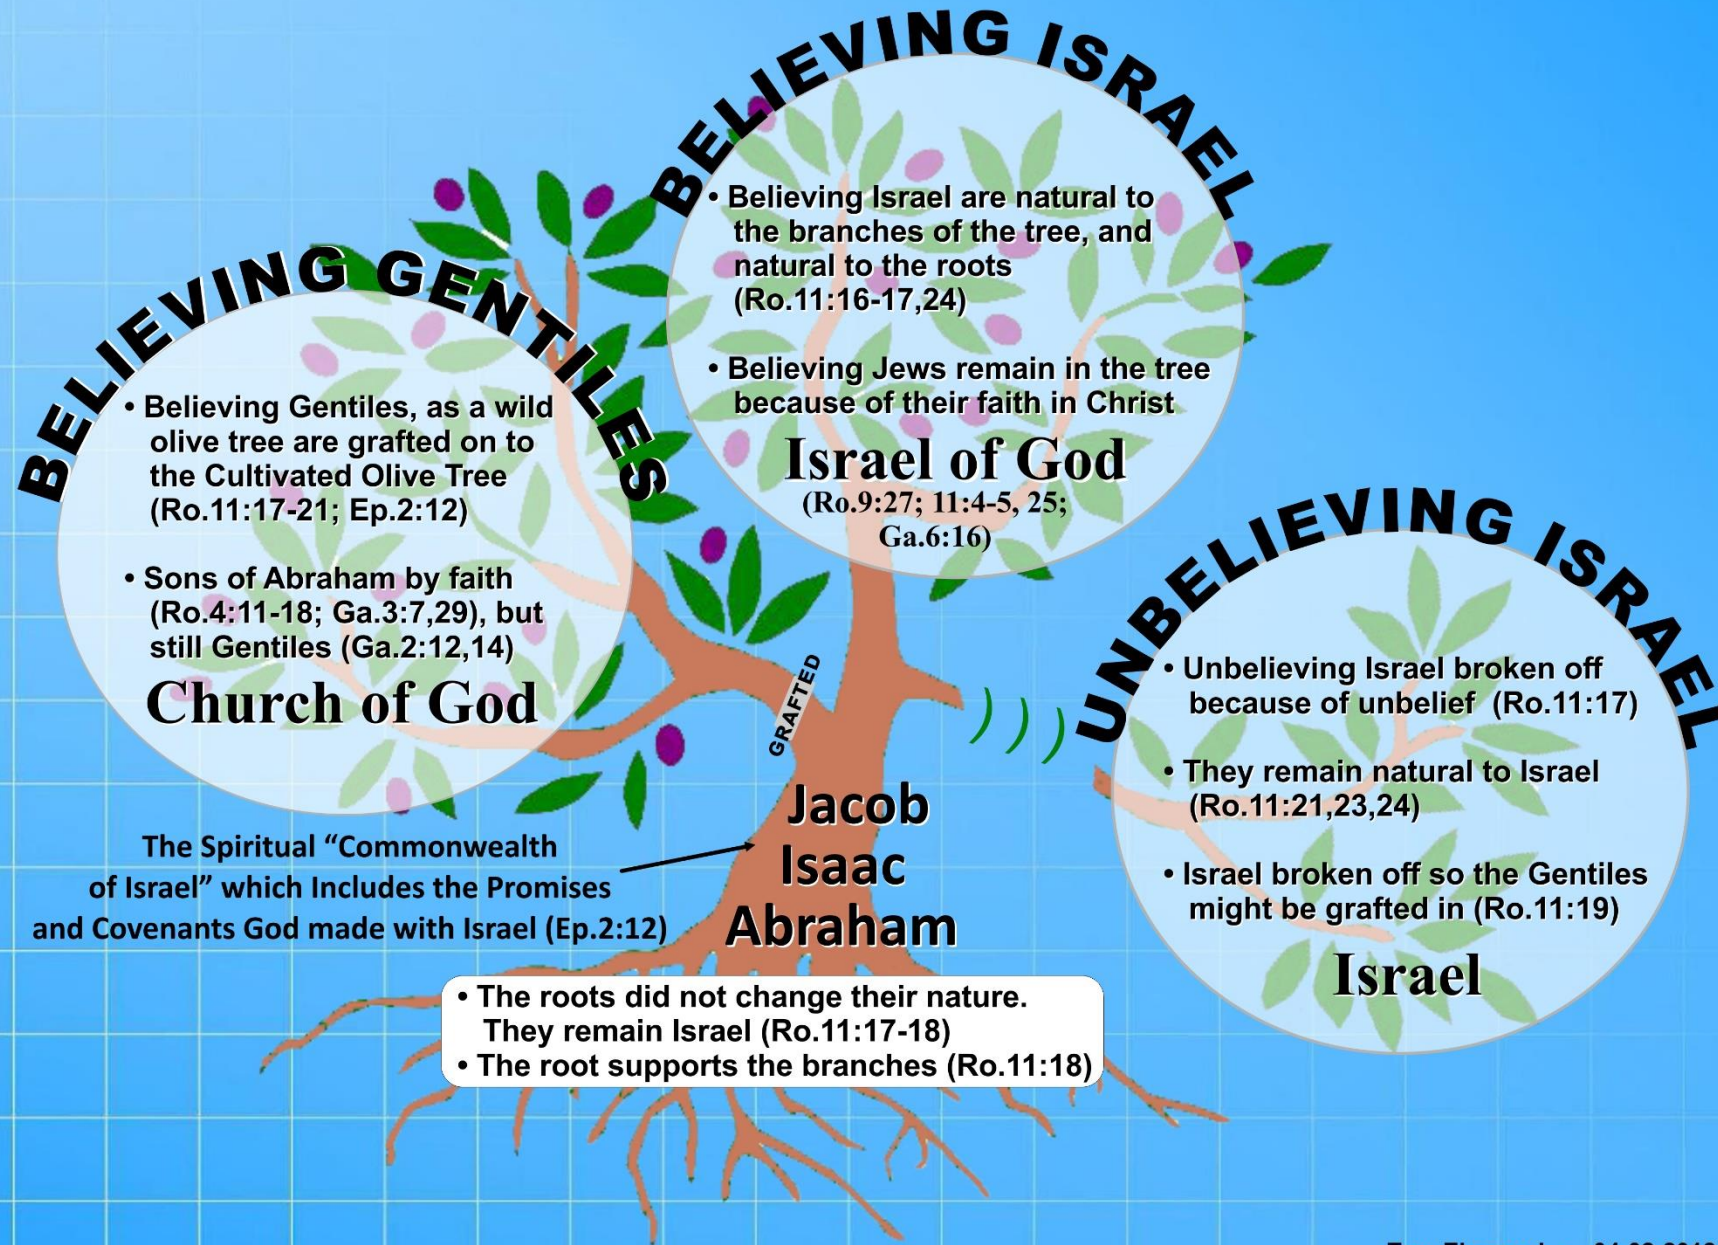 BELIEVING ISRAEL
• Believing Israel are natural to
the branches of the tree, and
natural to the roots
(Ro.11:16-17,24)
• Believing Jews remain in the tree
because of their faith in Christ
Israel of God
(Ro.9:27; 11:4-5, 25;
Ga.6:16)
BELIEVING GENTILES
• Believing Gentiles, as a wild
olive tree are grafted on to
the Cultivated Olive Tree
(Ro.11:17-21; Ep.2:12)
• Sons of Abraham by faith
(Ro.4:11-18; Ga.3:7,29), but
still Gentiles (Ga.2:12,14)
Church of God
UNBELIEVING ISRAEL
• Unbelieving Israel broken off
because of unbelief (Ro.11:17)
• They remain natural to Israel
(Ro.11:21,23,24)
• Israel broken off so the Gentiles
might be grafted in (Ro.11:19)
Israel
GRAFTED
Jacob
Isaac
Abraham
The Spiritual “Commonwealth
of Israel” which Includes the Promises
and Covenants God made with Israel (Ep.2:12)
• The roots did not change their nature.
They remain Israel (Ro.11:17-18)
• The root supports the branches (Ro.11:18)